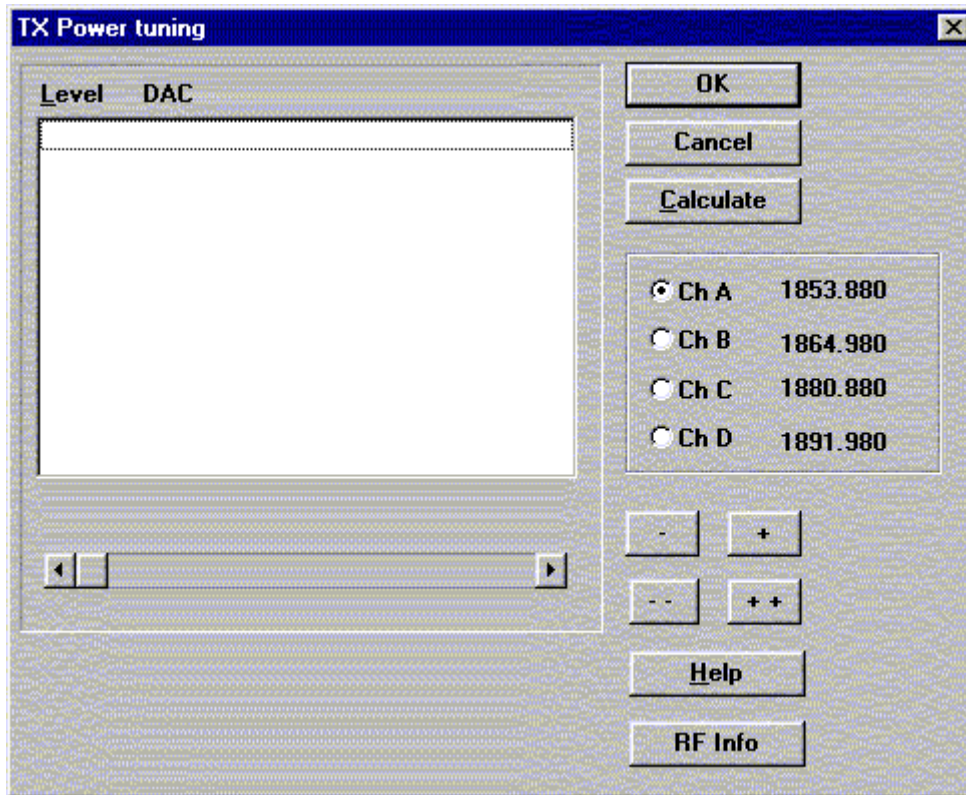 TX Power tuning
Level DAC
OK
Cancel
Calculate
Ch A 1853.880
Ch B 1864.980
Ch C 1880.880
Ch D 1891.980
- +
- - + +
Help
RF Info